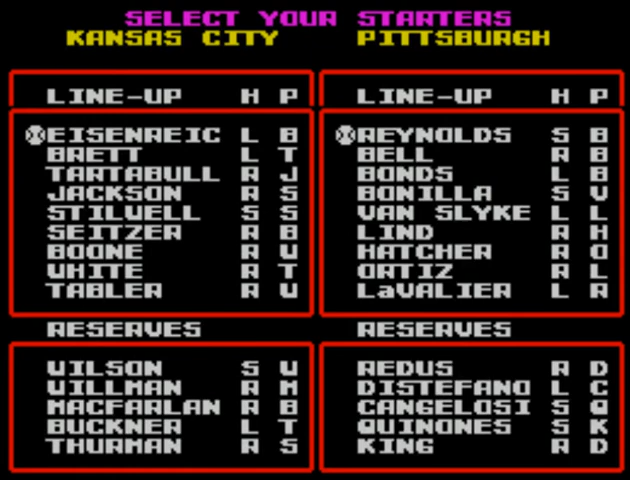 SELECT YOUR STARTERS
KANSAS CITY
LINE-UP H P
EISENREIC L B
BRETT L T
TARTABULL R J
JACKSON R S
STILWELL S S
SEITZER R B
BOONE R W
WHITE R T
TABLER R W
RESERVES
WILSON S W
WILLMAN R M
MACFARLAN R B
BUCKNER L T
THURMAN R S
PITTSBURGH
LINE-UP H P
REYNOLDS S B
BELL R B
BONDS L B
BONILLA S V
VAN SLYKE L L
LIND R H
HATCHER R O
ORTIZ R L
LaVALIER L R
RESERVES
REDUS R D
DISTEFANO L C
CANGELOSI S Q
QUINONES S K
KING R D